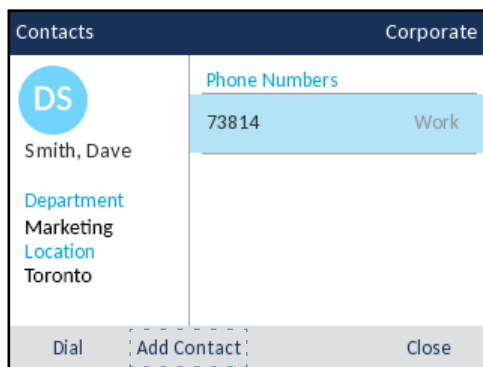 Contacts Corporate
DS
Smith, Dave
Department
Marketing
Location
Toronto
Phone Numbers
73814 Work
Dial Add Contact Close